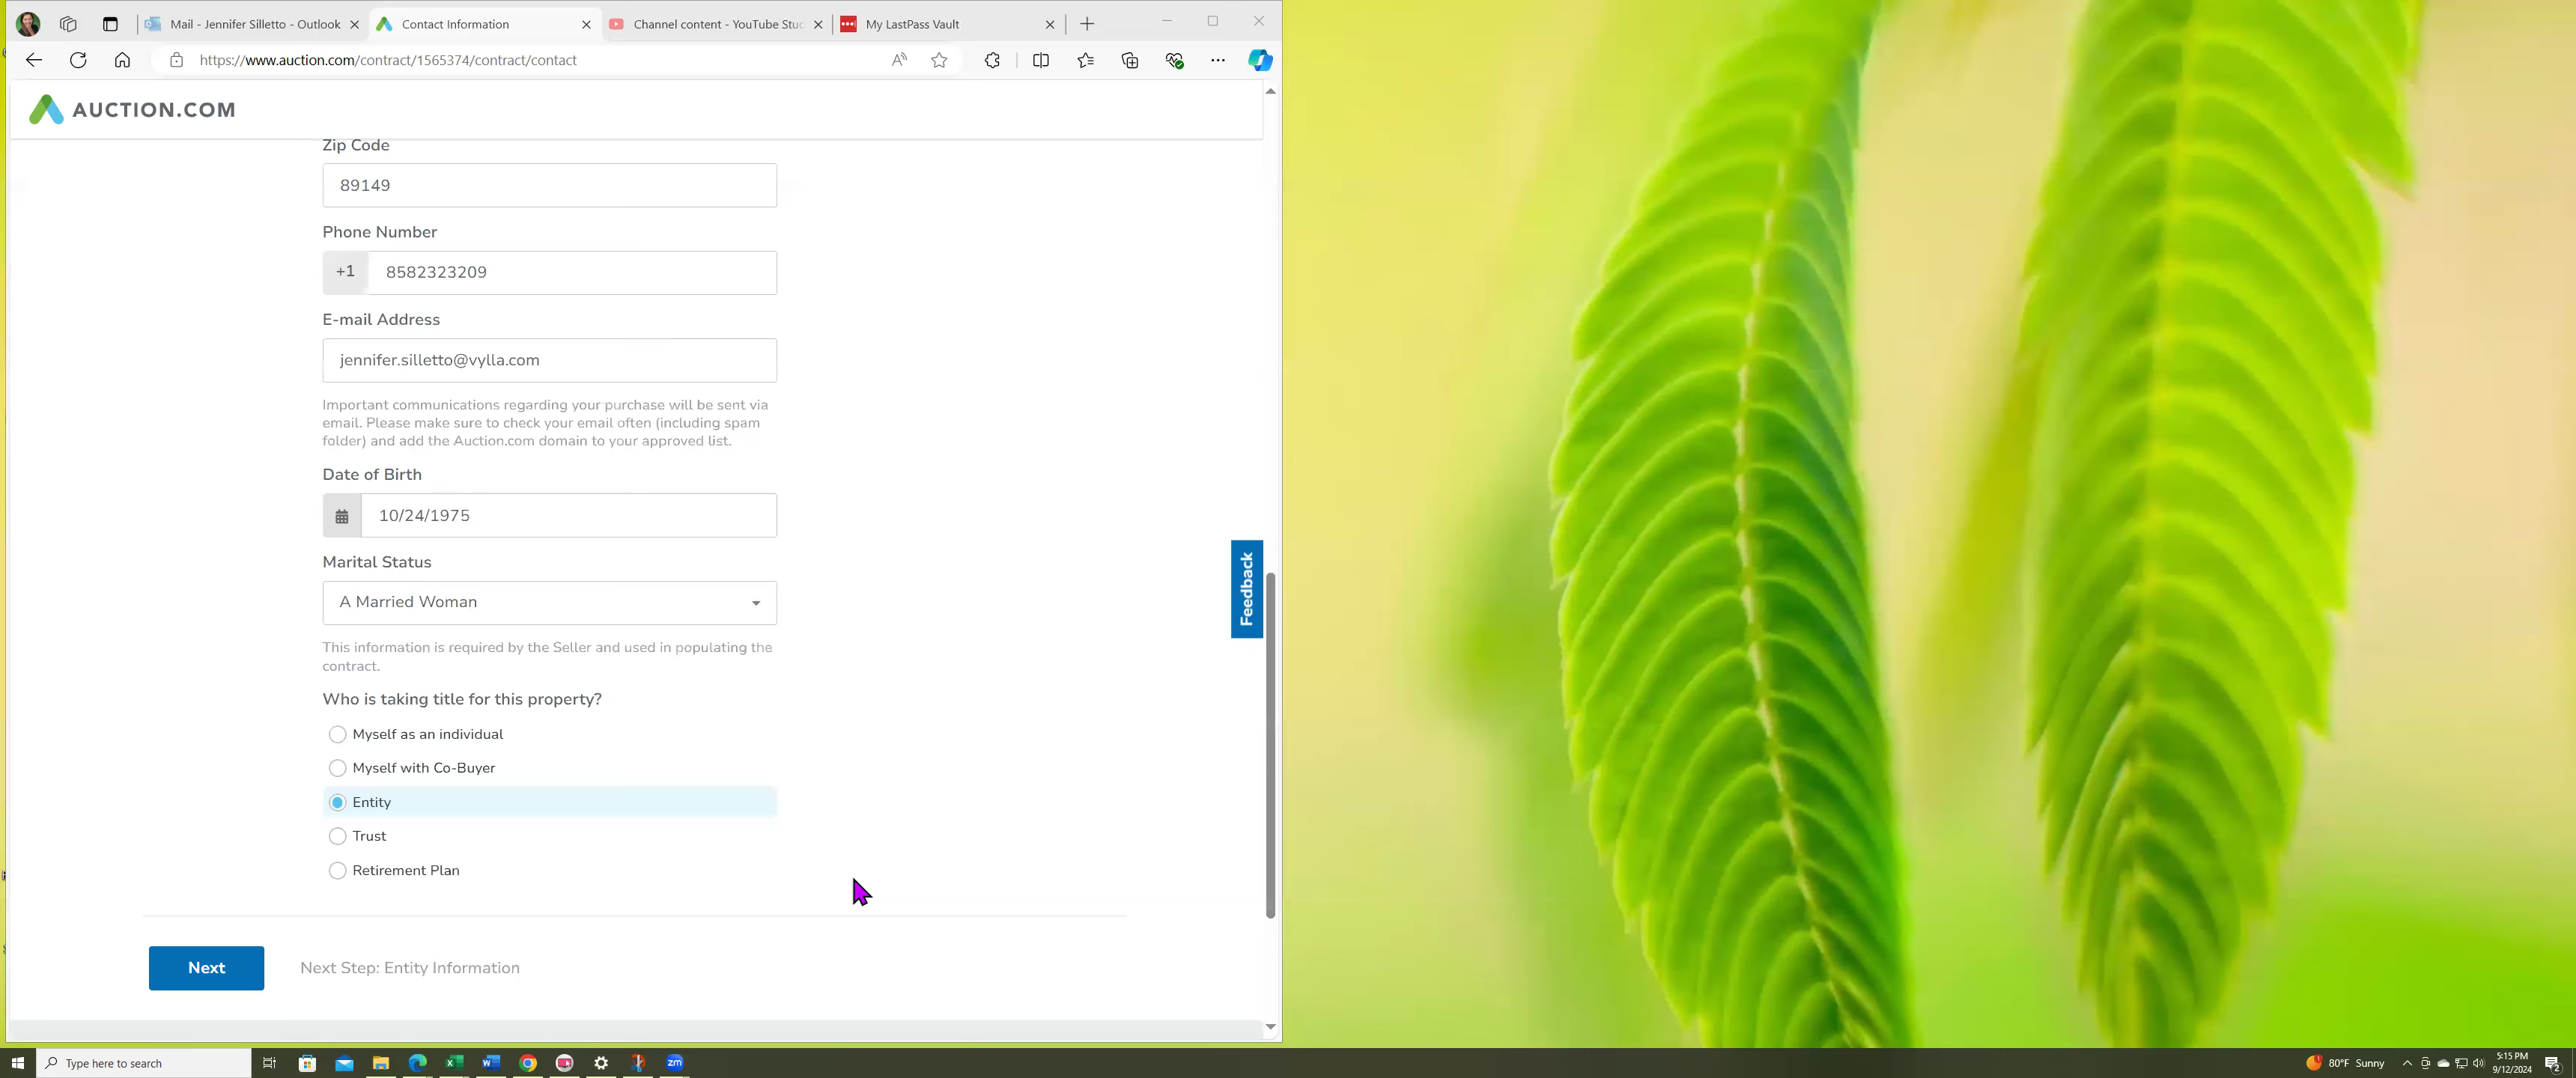 Mail - Jennifer Silletto - Outlook
Contact Information
Channel content - YouTube Stu
My LastPass Vault
https://www.auction.com/contract/1565374/contract/contact
AUCTION.COM
Zip Code
89149
Phone Number
+1 8582323209
E-mail Address
jennifer.silletto@vylla.com
Important communications regarding your purchase will be sent via
email. Please make sure to check your email often (including spam
folder) and add the Auction.com domain to your approved list.
Date of Birth
10/24/1975
Marital Status
A Married Woman
This information is required by the Seller and used in populating the
contract.
Who is taking title for this property?
Myself as an individual
Myself with Co-Buyer
Entity
Trust
Retirement Plan
Feedback
Next
Next Step: Entity Information
Type here to search
zm
80°F Sunny
5:15 PM
9/12/2024